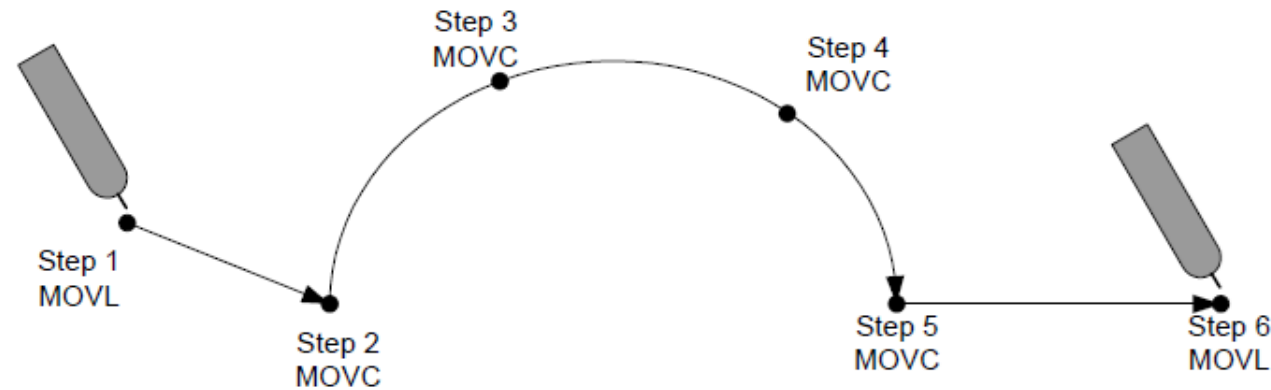 Step 1
MOVL
Step 2
MOVC
Step 3
MOVC
Step 4
MOVC
Step 5
MOVC
Step 6
MOVL